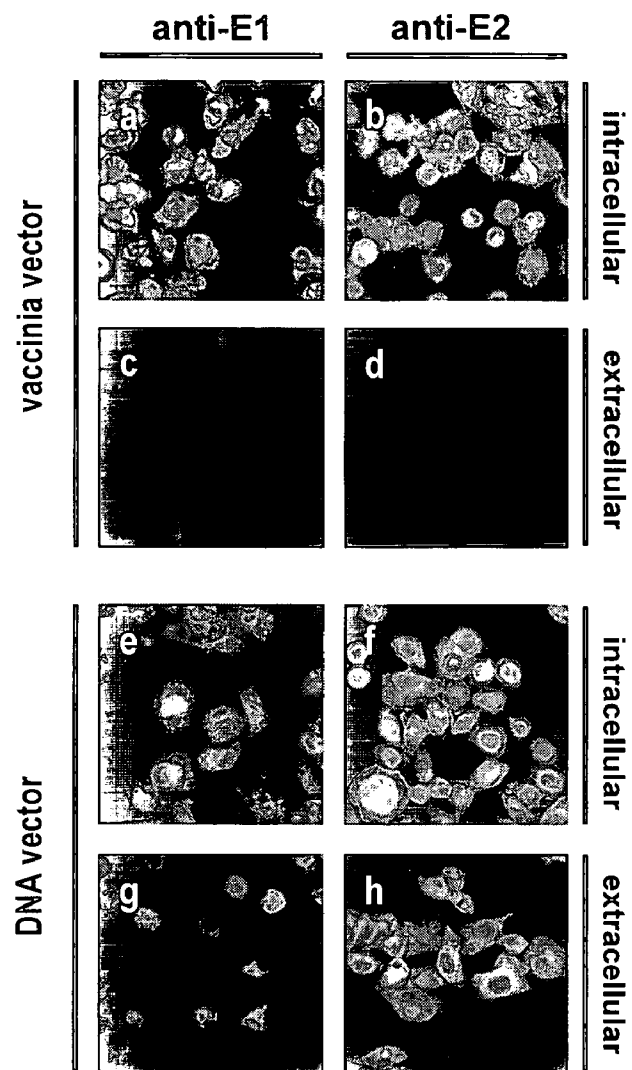 anti-E1 anti-E2
vaccinia vector
a b intracellular
c d extracellular
DNA vector
e f intracellular
g h extracellular